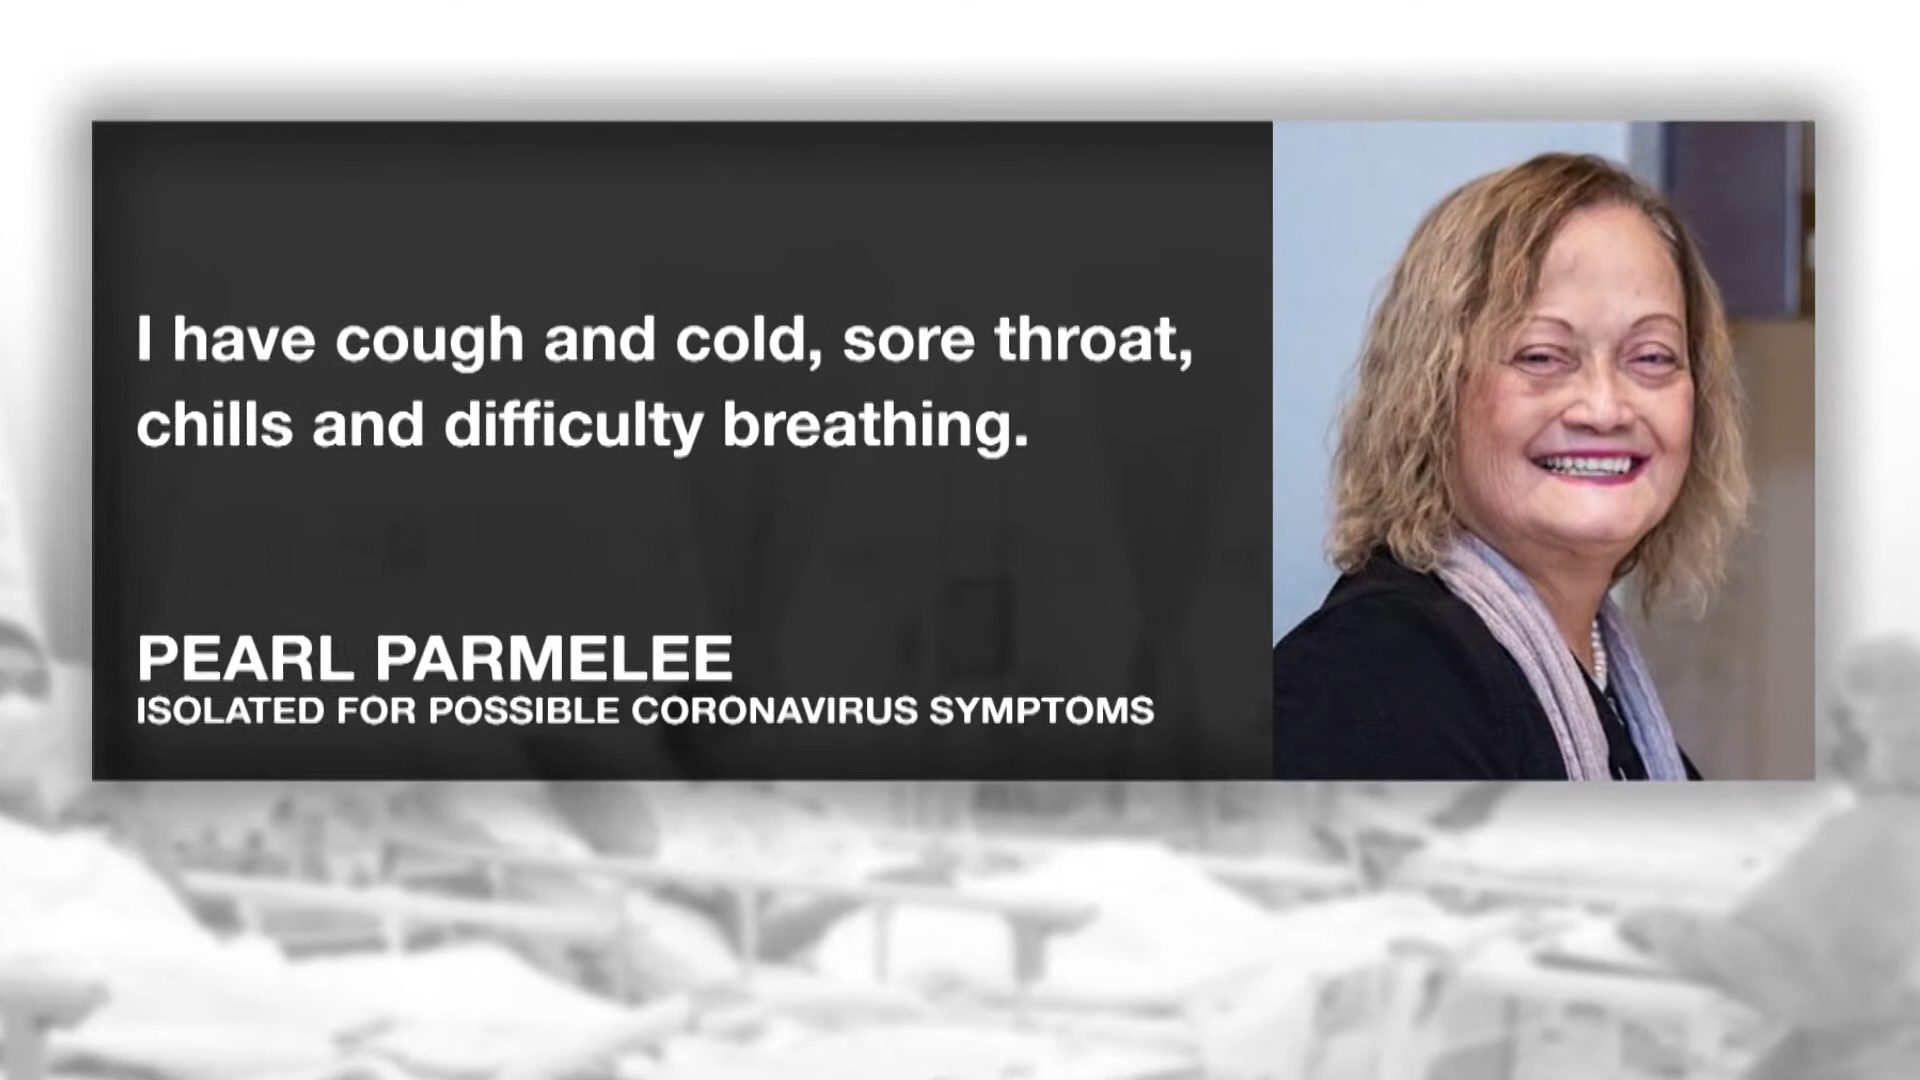 I have cough and cold, sore throat,
chills and difficulty breathing.
PEARL PARMELEE
ISOLATED FOR POSSIBLE CORONAVIRUS SYMPTOMS